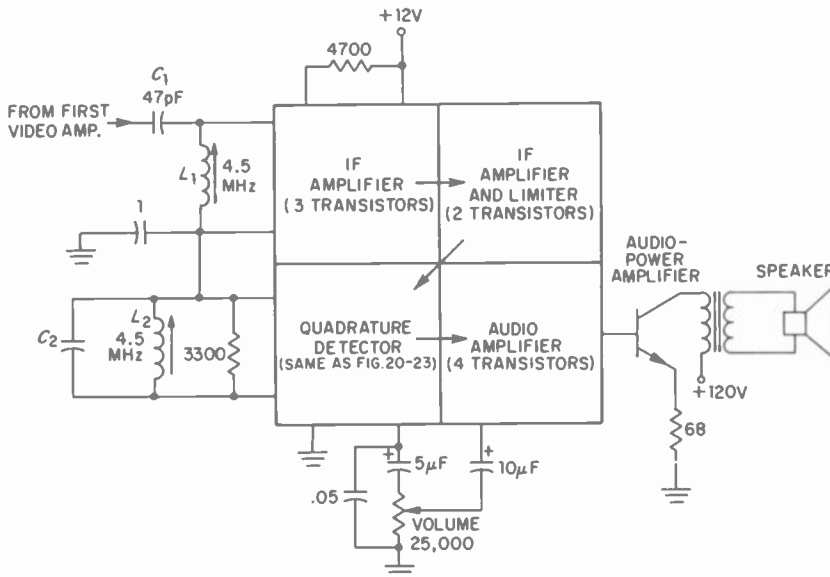 +12V
4700
C1
47pF
FROM FIRST
VIDEO AMP.
L1
4.5
MHz
IF
AMPLIFIER
(3 TRANSISTORS)
IF
AMPLIFIER
AND LIMITER
(2 TRANSISTORS)
1
AUDIO-
POWER
AMPLIFIER
SPEAKER
C2
L2
4.5
MHz
3300
QUADRATURE
DETECTOR
(SAME AS FIG. 20-23)
AUDIO
AMPLIFIER
(4 TRANSISTORS)
+120V
68
+
5µF
+
10µF
.05
VOLUME
25,000